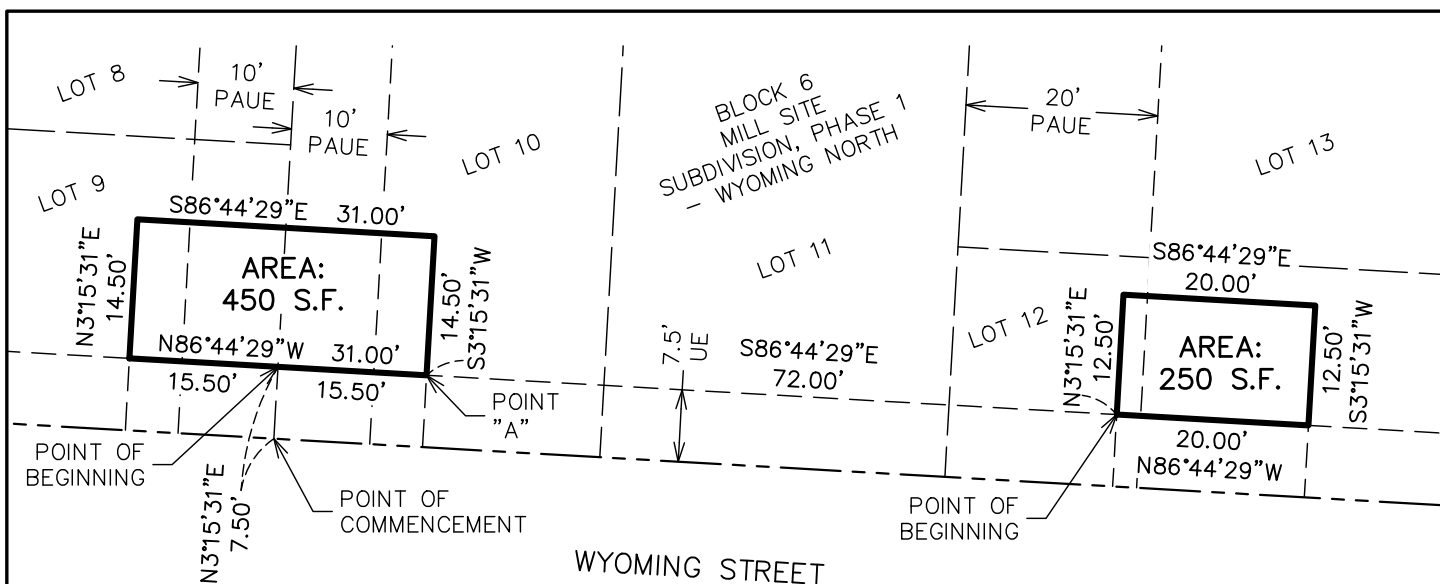 LOT 8
10'
PAUE
10'
PAUE
LOT 10
BLOCK 6
MILL SITE
SUBDIVISION, PHASE 1
- WYOMING NORTH
20'
PAUE
LOT 13
LOT 9
S86°44'29"E 31.00'
N3°15'31"E
14.50'
AREA:
450 S.F.
14.50'
S3°15'31"W
N86°44'29"W 31.00'
15.50' 15.50'
POINT
"A"
POINT OF
BEGINNING
N3°15'31"E
7.50'
POINT OF
COMMENCEMENT
LOT 11
7.5'
UE
S86°44'29"E
72.00'
LOT 12
S86°44'29"E
20.00'
N3°15'31"E
12.50'
AREA:
250 S.F.
12.50'
S3°15'31"W
20.00'
N86°44'29"W
POINT OF
BEGINNING
WYOMING STREET